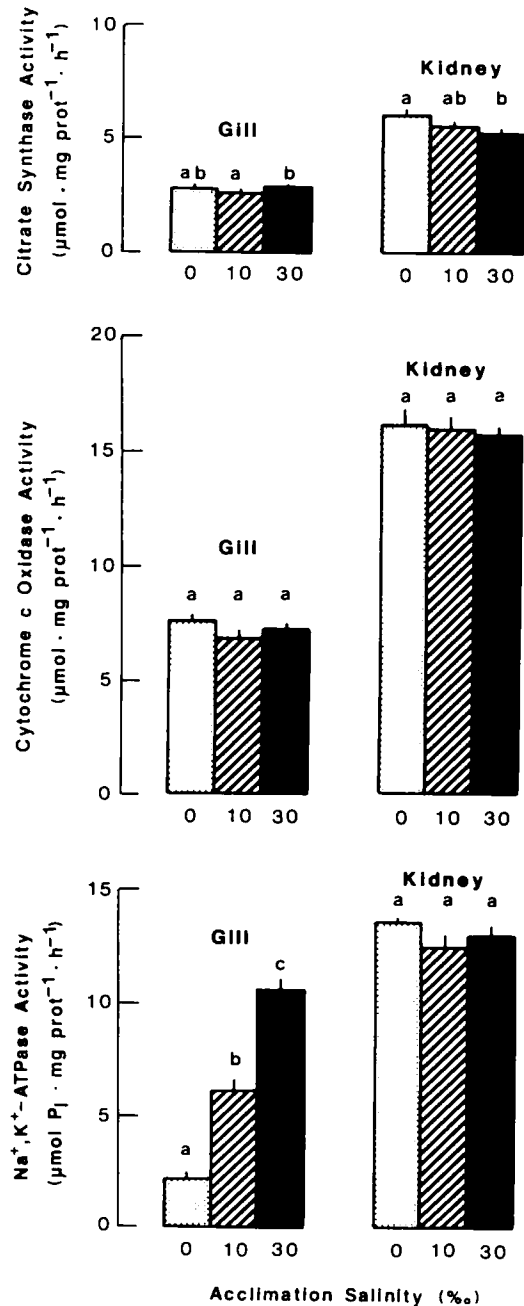 Citrate Synthase Activity
(µmol · mg prot⁻¹ · h⁻¹)
10
5
0
Gill
ab a b
0 10 30
Kidney
a ab b
0 10 30
Cytochrome c Oxidase Activity
(µmol · mg prot⁻¹ · h⁻¹)
20
15
10
5
0
Gill
a a a
0 10 30
Kidney
a a a
0 10 30
Na⁺,K⁺-ATPase Activity
(µmol Pᵢ · mg prot⁻¹ · h⁻¹)
15
10
5
0
Gill
a b c
0 10 30
Kidney
a a a
0 10 30
Acclimation Salinity (‰)